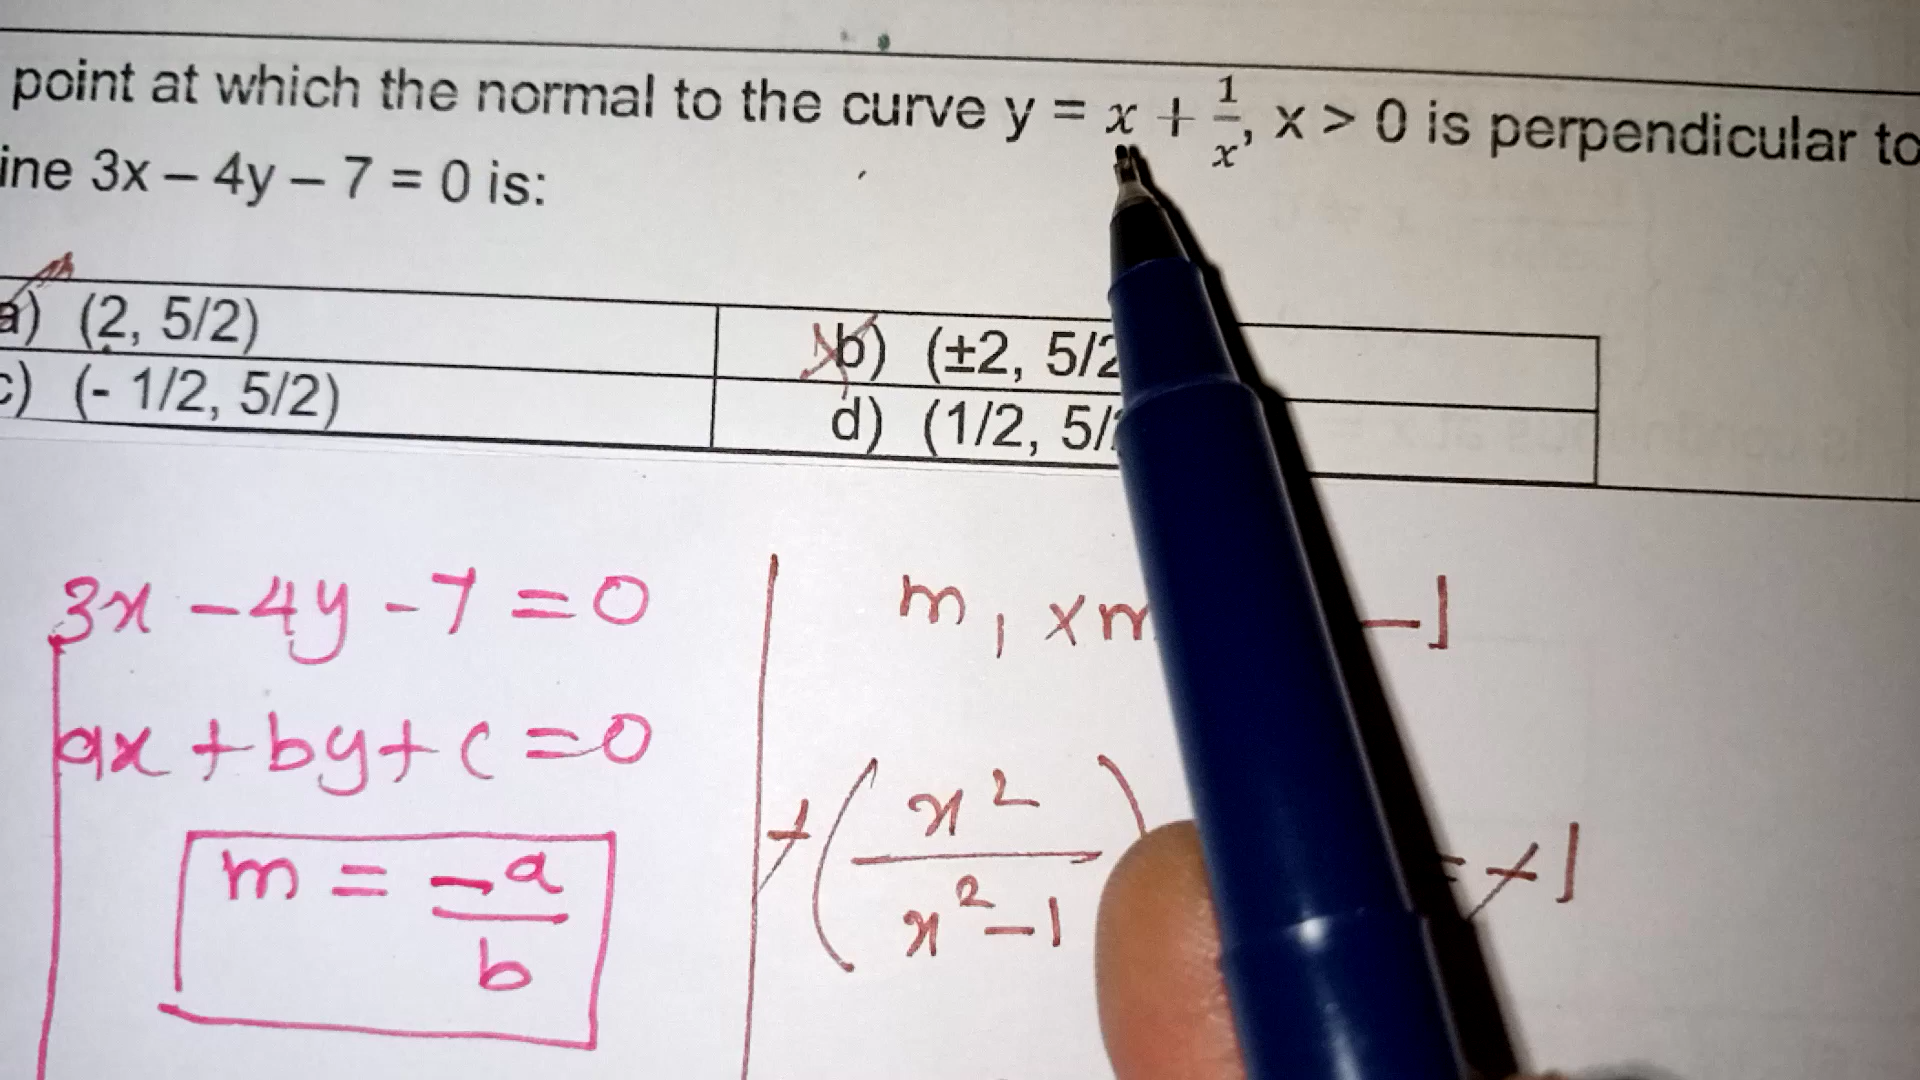 point at which the normal to the curve y = x + 1/x, x > 0 is perpendicular to
ine 3x – 4y – 7 = 0 is:
a) (2, 5/2)
b) (±2, 5/2
c) (- 1/2, 5/2)
d) (1/2, 5/
3x - 4y - 7 = 0
ax + by + c = 0
m = -a/b
m₁ × m -1
+ ( x² / x² - 1 ) = -1